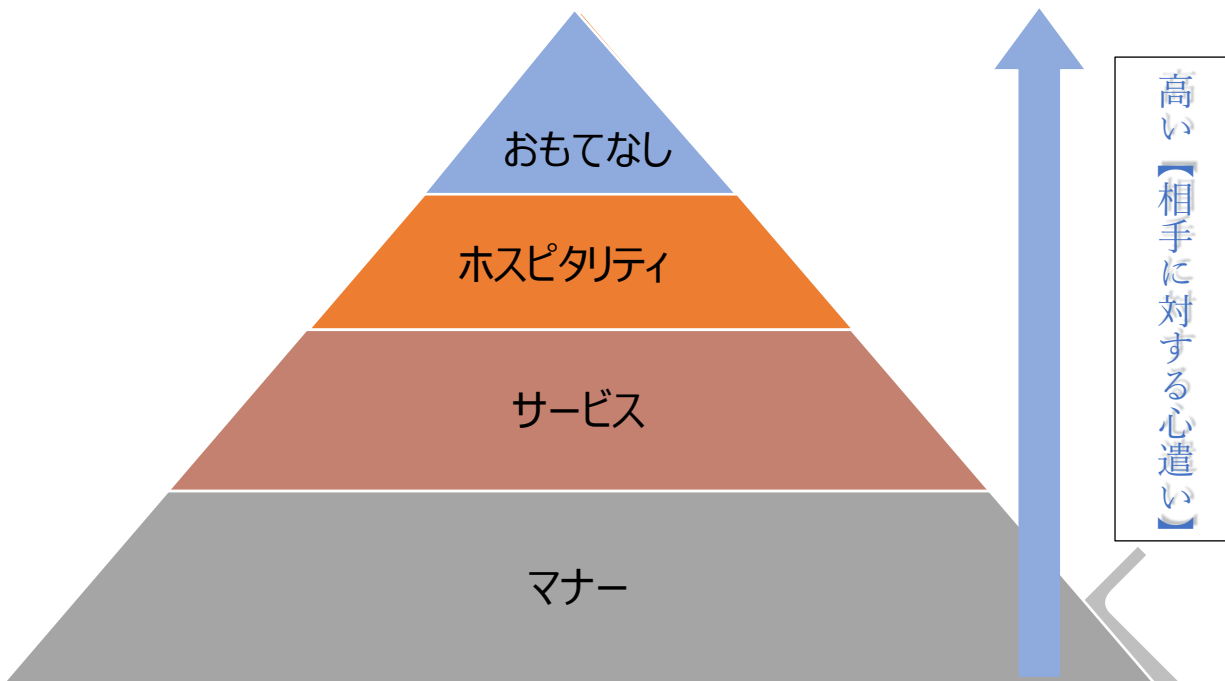 おもてなし
ホスピタリティ
サービス
マナー
高い【相手に対する心遣い】